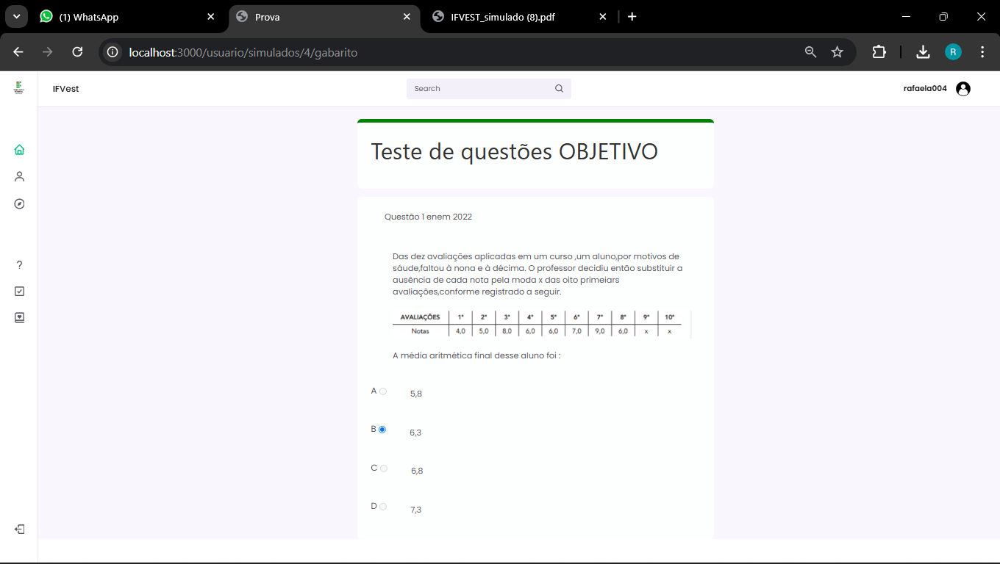 (1) WhatsApp
Prova
IFVEST_simulado (8).pdf
localhost:3000/usuario/simulados/4/gabarito
R
IFVest
Search
rafaela004
Teste de questões OBJETIVO
Questão 1 enem 2022
Das dez avaliações aplicadas em um curso ,um aluno,por motivos de
sáude,faltou à nona e à décima. O professor decidiu então substituir a
ausência de cada nota pela moda x das oito primeiars
avaliações,conforme registrado a seguir.
AVALIAÇÕES 1ª 2ª 3ª 4ª 5ª 6ª 7ª 8ª 9ª 10ª
Notas 4,0 5,0 8,0 6,0 6,0 7,0 9,0 6,0 x x
A média aritmética final desse aluno foi :
A 5,8
B 6,3
C 6,8
D 7,3